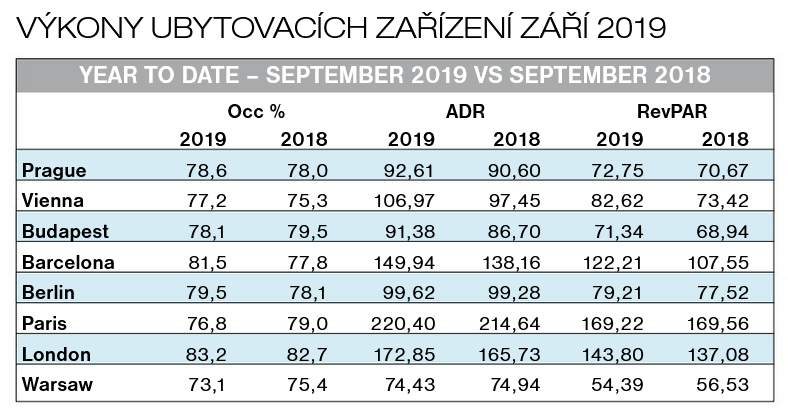 VÝKONY UBYTOVACÍCH ZAŘÍZENÍ ZÁŘÍ 2019
YEAR TO DATE – SEPTEMBER 2019 VS SEPTEMBER 2018
Occ % ADR RevPAR
2019 2018 2019 2018 2019 2018
Prague 78,6 78,0 92,61 90,60 72,75 70,67
Vienna 77,2 75,3 106,97 97,45 82,62 73,42
Budapest 78,1 79,5 91,38 86,70 71,34 68,94
Barcelona 81,5 77,8 149,94 138,16 122,21 107,55
Berlin 79,5 78,1 99,62 99,28 79,21 77,52
Paris 76,8 79,0 220,40 214,64 169,22 169,56
London 83,2 82,7 172,85 165,73 143,80 137,08
Warsaw 73,1 75,4 74,43 74,94 54,39 56,53